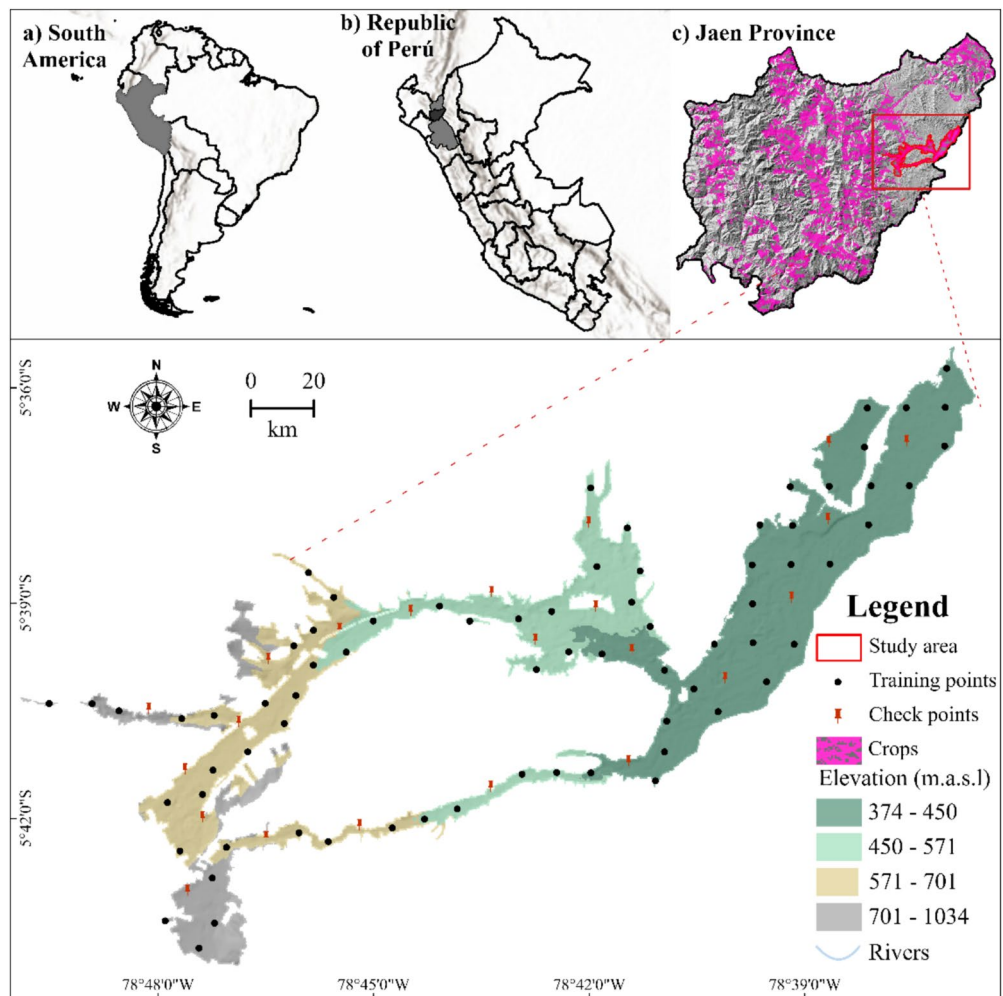 a) South
America
b) Republic
of Perú
c) Jaen Province
N
W
E
S
0 20
km
5°36'0"S
5°39'0"S
5°42'0"S
Legend
Study area
Training points
Check points
Crops
Elevation (m.a.s.l)
374 - 450
450 - 571
571 - 701
701 - 1034
Rivers
78°48'0"W
78°45'0"W
78°42'0"W
78°39'0"W